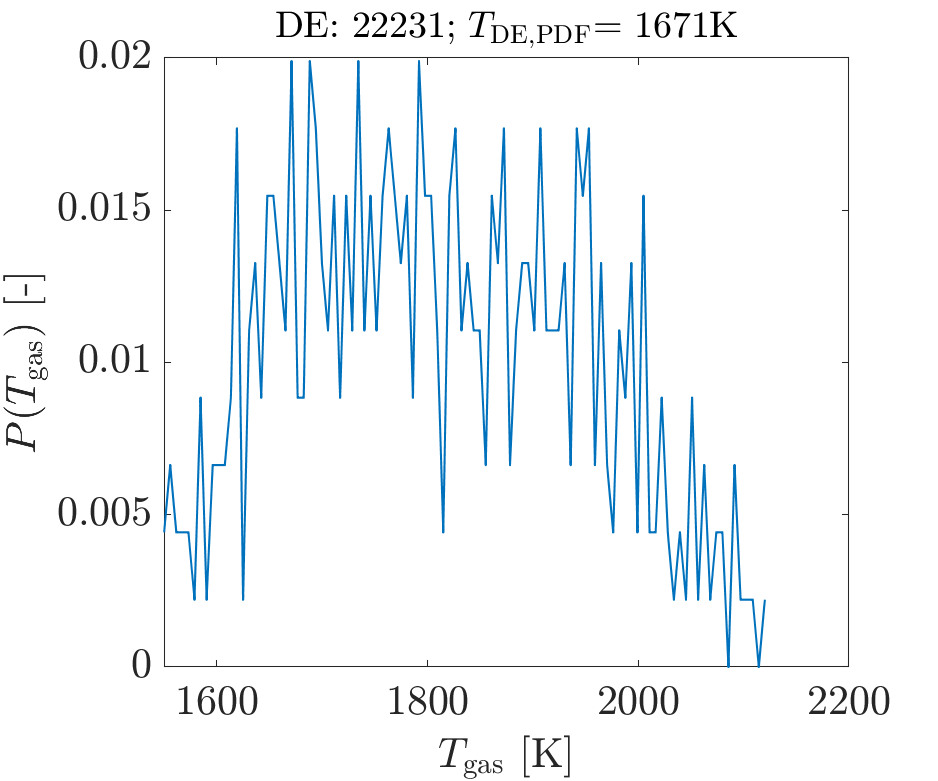 DE: 22231; T_DE,PDF= 1671K
0.02
0.015
0.01
0.005
0
P(T_gas) [-]
1600 1800 2000 2200
T_gas [K]